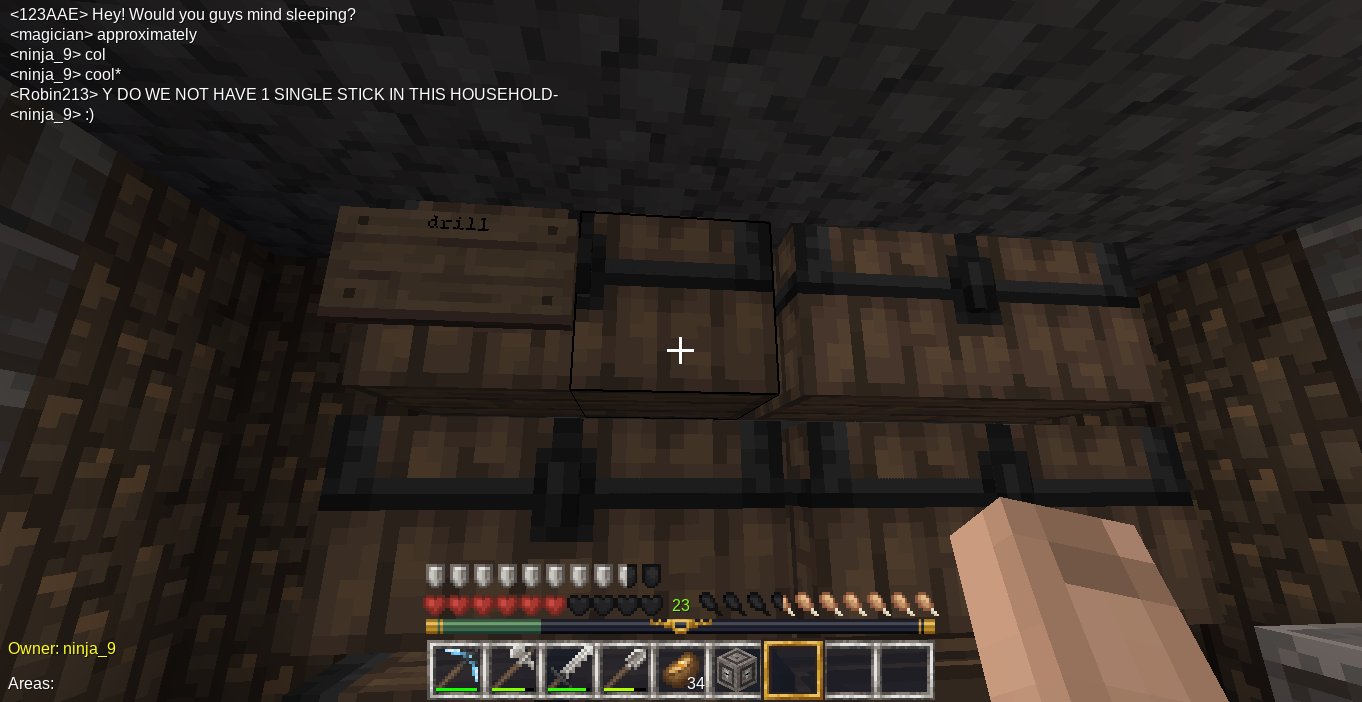 <123AAE> Hey! Would you guys mind sleeping?
<magician> approximately
<ninja_9> col
<ninja_9> cool*
<Robin213> Y DO WE NOT HAVE 1 SINGLE STICK IN THIS HOUSEHOLD-
<ninja_9> :)
drill
23
Owner: ninja_9
Areas:
34